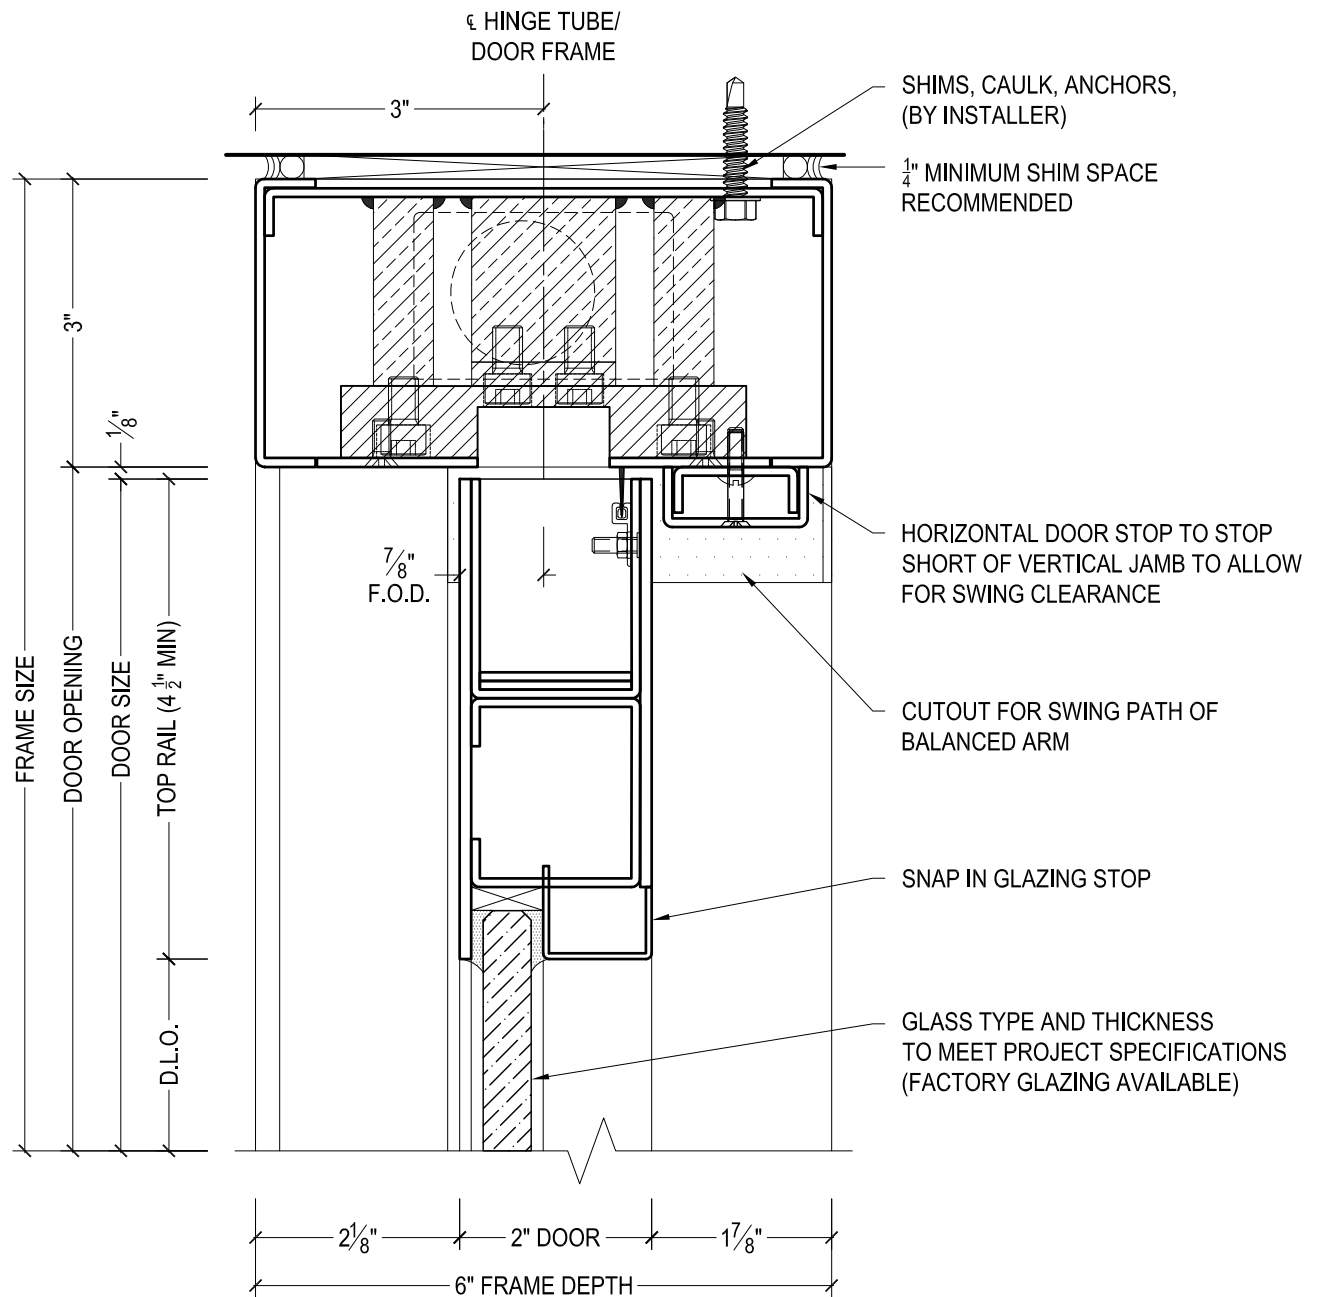 ℄ HINGE TUBE/
DOOR FRAME
3"
SHIMS, CAULK, ANCHORS,
(BY INSTALLER)
1/4" MINIMUM SHIM SPACE
RECOMMENDED
3"
1/8"
7/8"
F.O.D.
HORIZONTAL DOOR STOP TO STOP
SHORT OF VERTICAL JAMB TO ALLOW
FOR SWING CLEARANCE
FRAME SIZE
DOOR OPENING
DOOR SIZE
TOP RAIL (4 1/2" MIN)
CUTOUT FOR SWING PATH OF
BALANCED ARM
SNAP IN GLAZING STOP
D.L.O.
GLASS TYPE AND THICKNESS
TO MEET PROJECT SPECIFICATIONS
(FACTORY GLAZING AVAILABLE)
2 1/8"
2" DOOR
1 7/8"
6" FRAME DEPTH